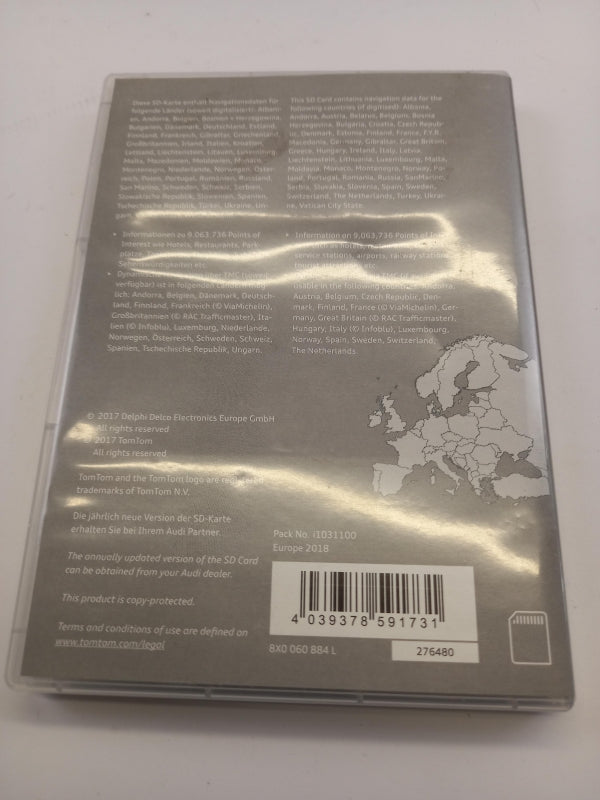 Diese SD-Karte enthält Navigationsdaten für
folgende Länder (soweit digitalisiert): Albani-
en, Andorra, Belgien, Bosnien + Herzegowina,
Bulgarien, Dänemark, Deutschland, Estland,
Finnland, Frankreich, Gibraltar, Griechenland,
Großbritannien, Irland, Italien, Kroatien,
Lettland, Liechtenstein, Litauen, Luxemburg,
Malta, Mazedonien, Moldawien, Monaco,
Montenegro, Niederlande, Norwegen, Öster-
reich, Polen, Portugal, Rumänien, Russland,
San Marino, Schweden, Schweiz, Serbien,
Slowakische Republik, Slowenien, Spanien,
Tschechische Republik, Türkei, Ukraine, Un-
garn,
▸ Informationen zu 9.063.736 Points of
Interest wie Hotels, Restaurants, Park-
plätze
Sehenswürdigkeiten etc.
▸ TMC (soweit
verfügbar) ist in folgenden
lich: Andorra, Belgien, Dänemark, Deutsch-
land, Finnland, Frankreich (© ViaMichelin),
Großbritannien (© RAC Trafficmaster), Ita-
lien (© Infoblu), Luxemburg, Niederlande,
Norwegen, Österreich, Schweden, Schweiz,
Spanien, Tschechische Republik, Ungarn.
This SD Card contains navigation data for the
following countries (if digitized): Albania,
Andorra, Austria, Belarus, Belgium, Bosnia
Herzegovina, Bulgaria, Croatia, Czech Repub-
lic, Denmark, Estonia, Finland, France, F.Y.R.
Macedonia, Germany, Gibraltar, Great Britain,
Greece, Hungary, Ireland, Italy, Latvia,
Liechtenstein, Lithuania, Luxembourg, Malta,
Moldova, Monaco, Montenegro, Norway, Po-
land, Portugal, Romania, Russia, SanMarino,
Serbia, Slovakia, Slovenia, Spain, Sweden,
Switzerland, The Netherlands, Turkey, Ukrai-
ne, Vatican City State.
▸ Information on 9,063,736 Points of
hotels,
service stations, airports, railway stations,
etc.
usable in the following Andorra,
Austria, Belgium, Czech Republic, Den-
mark, Finland, France (© ViaMichelin), Ger-
many, Great Britain (© RAC Trafficmaster),
Hungary, Italy (© Infoblu), Luxembourg,
Norway, Spain, Sweden, Switzerland,
The Netherlands.
© 2017 Delphi Delco Electronics Europe GmbH
All rights reserved
© 2017 TomTom
All rights reserved
TomTom and the TomTom logo are registered
trademarks of TomTom N.V.
Die jährlich neue Version der SD-Karte
erhalten Sie bei Ihrem Audi Partner.
The annually updated version of the SD Card
can be obtained from your Audi dealer.
This product is copy-protected.
Terms and conditions of use are defined on
www.tomtom.com/legal
Pack No. i1031100
Europe 2018
4 039378 591731
8X0 060 884 L
276480